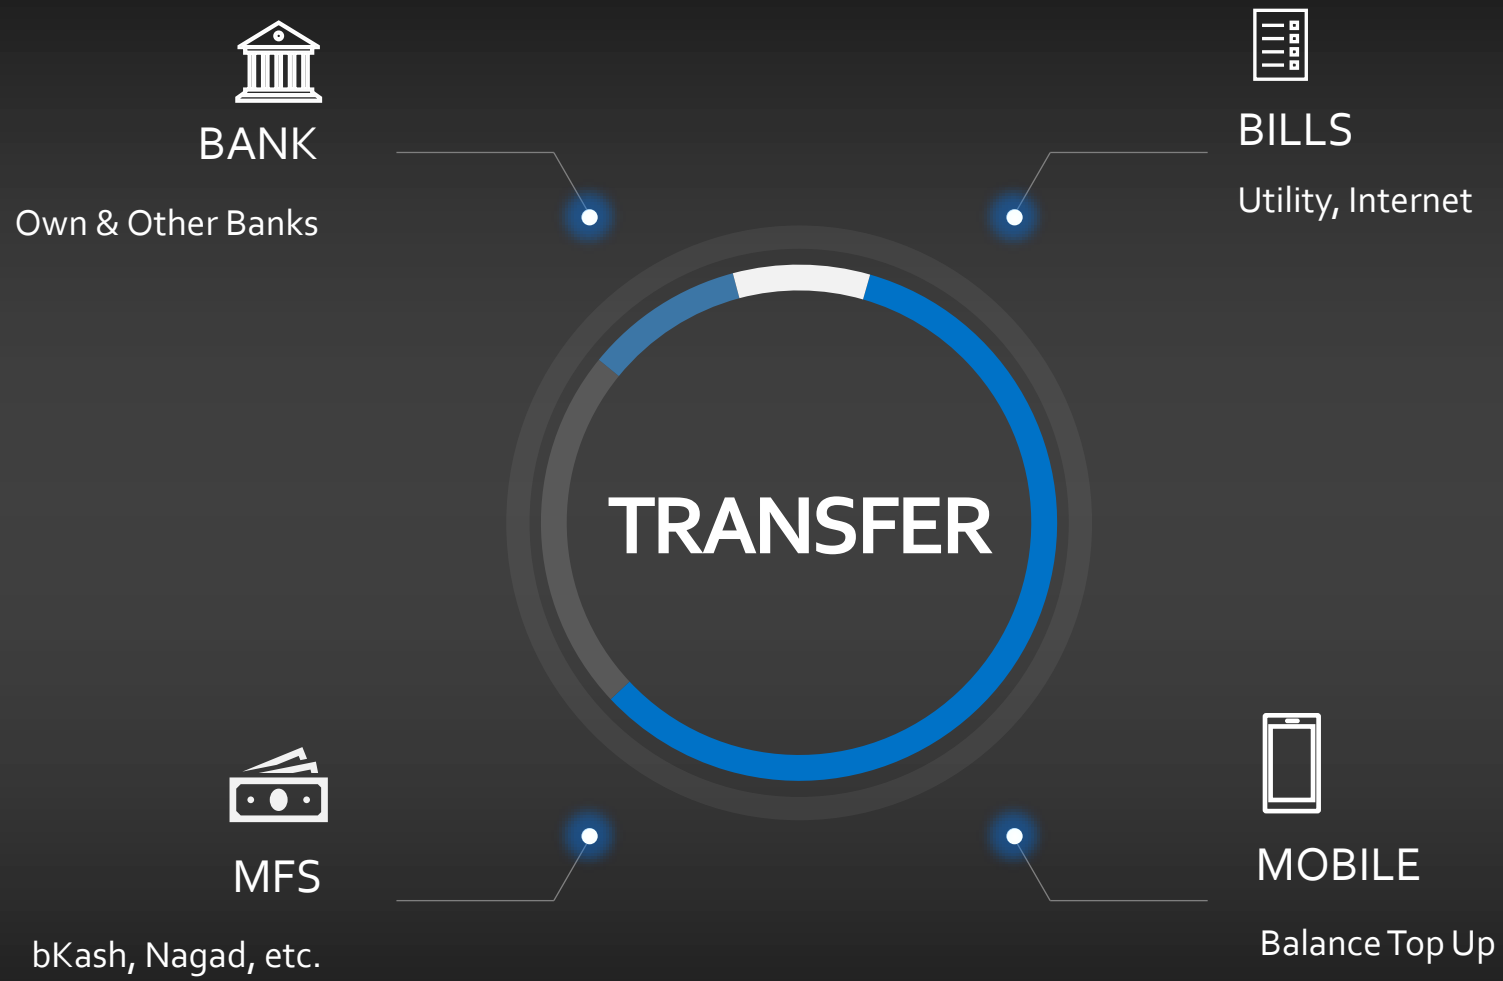 BANK
Own & Other Banks
BILLS
Utility, Internet
TRANSFER
MFS
bKash, Nagad, etc.
MOBILE
Balance Top Up